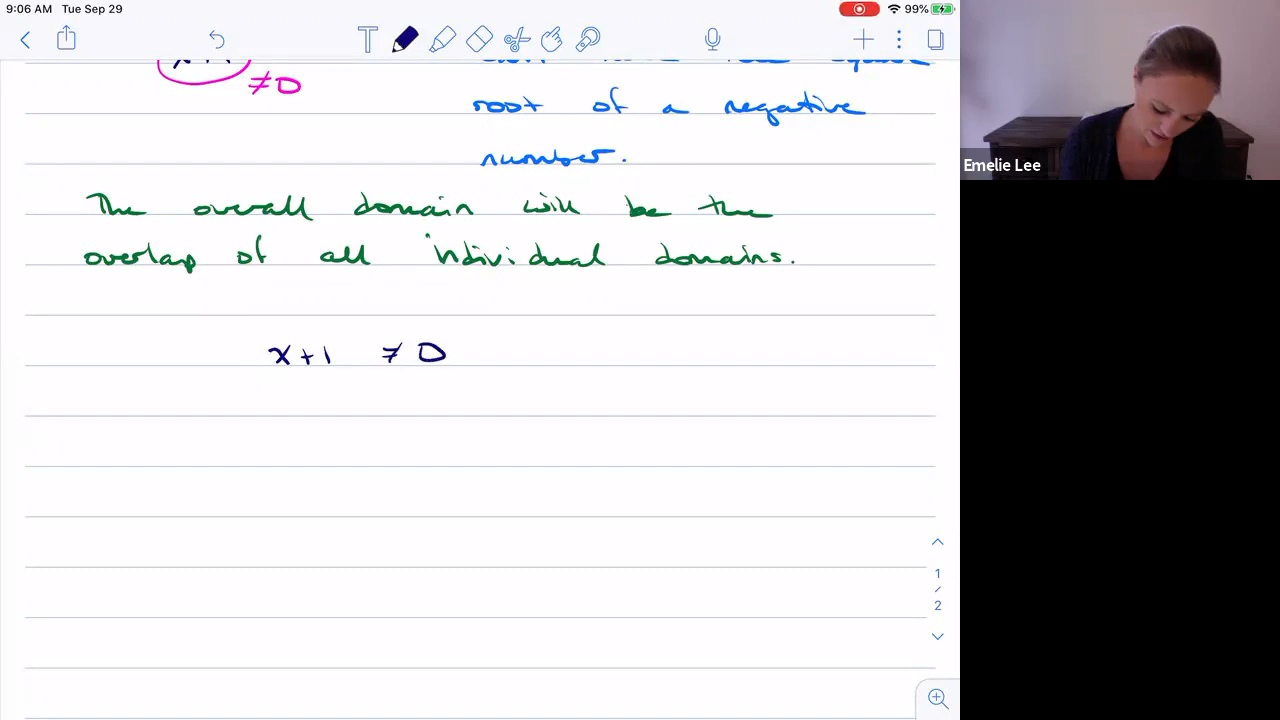 9:06 AM Tue Sep 29
99%
x+1
≠0
root of a negative
number.
The overall domain will be the
overlap of all individual domains.
x+1 ≠ 0
Emelie Lee
T
1
/
2